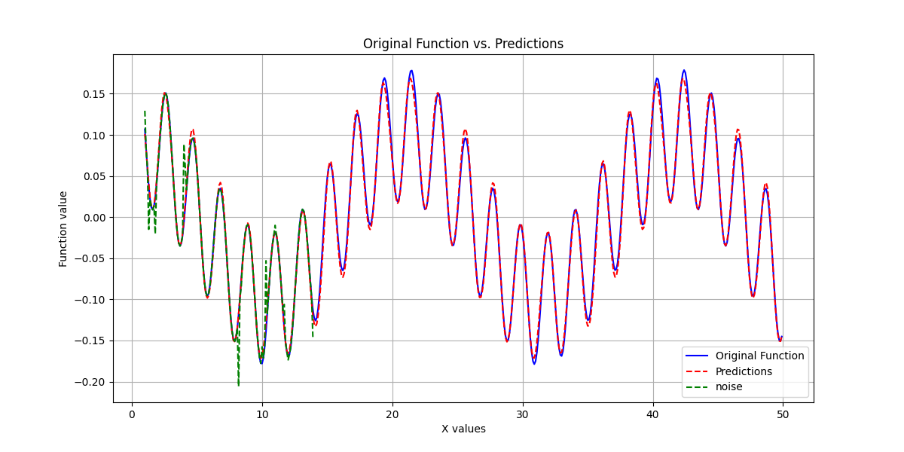 Original Function vs. Predictions
Function value
0.15
0.10
0.05
0.00
−0.05
−0.10
−0.15
−0.20
0 10 20 30 40 50
X values
Original Function
Predictions
noise